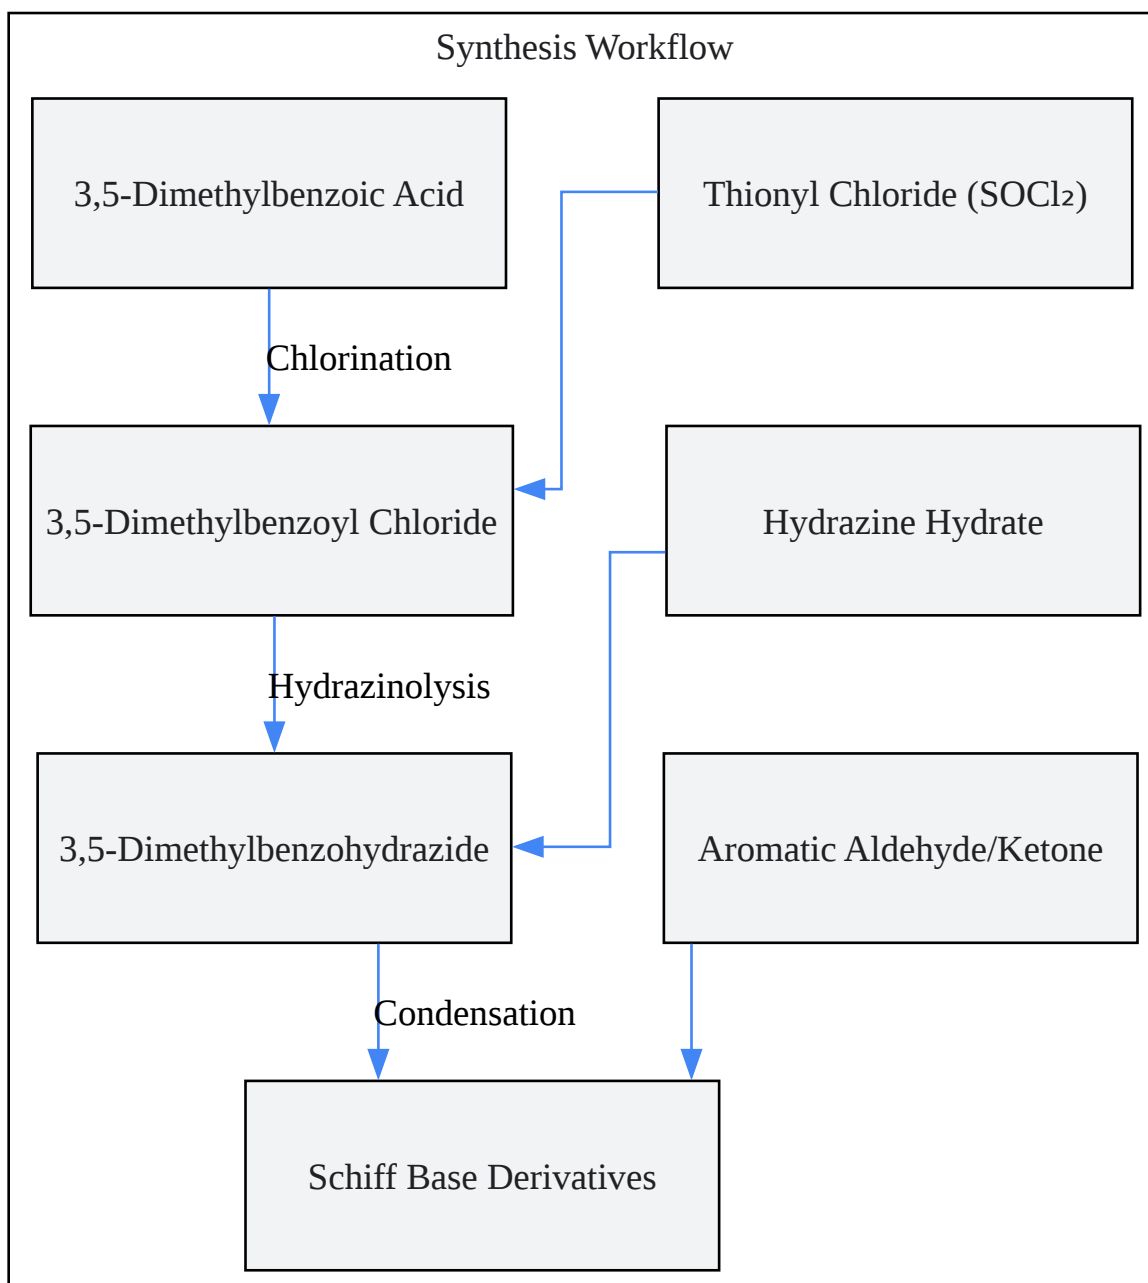 Synthesis Workflow
3,5-Dimethylbenzoic Acid
Thionyl Chloride (SOCl₂)
Chlorination
3,5-Dimethylbenzoyl Chloride
Hydrazine Hydrate
Hydrazinolysis
3,5-Dimethylbenzohydrazide
Aromatic Aldehyde/Ketone
Condensation
Schiff Base Derivatives